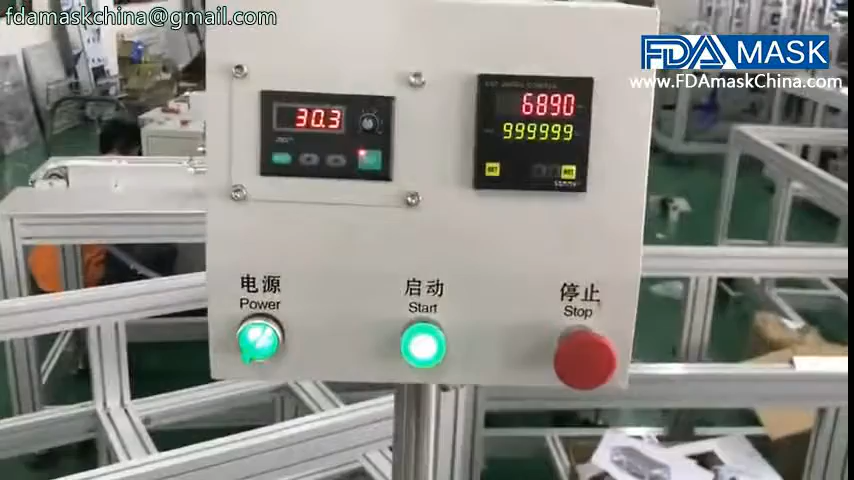 fdamaskchina@gmail.com
FDA MASK
www.FDAmaskChina.com
30.3
6890
999999
电源
Power
启动
Start
停止
Stop